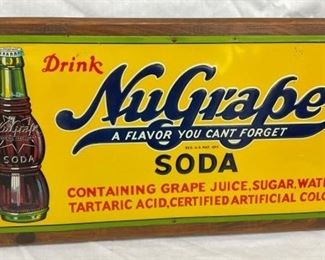 Drink
NuGrape
A FLAVOR YOU CANT FORGET
REG. U.S. PAT. OFF.
SODA
CONTAINING GRAPE JUICE, SUGAR, WAT
TARTARIC ACID, CERTIFIED ARTIFICIAL COLO
NuGrape
SODA